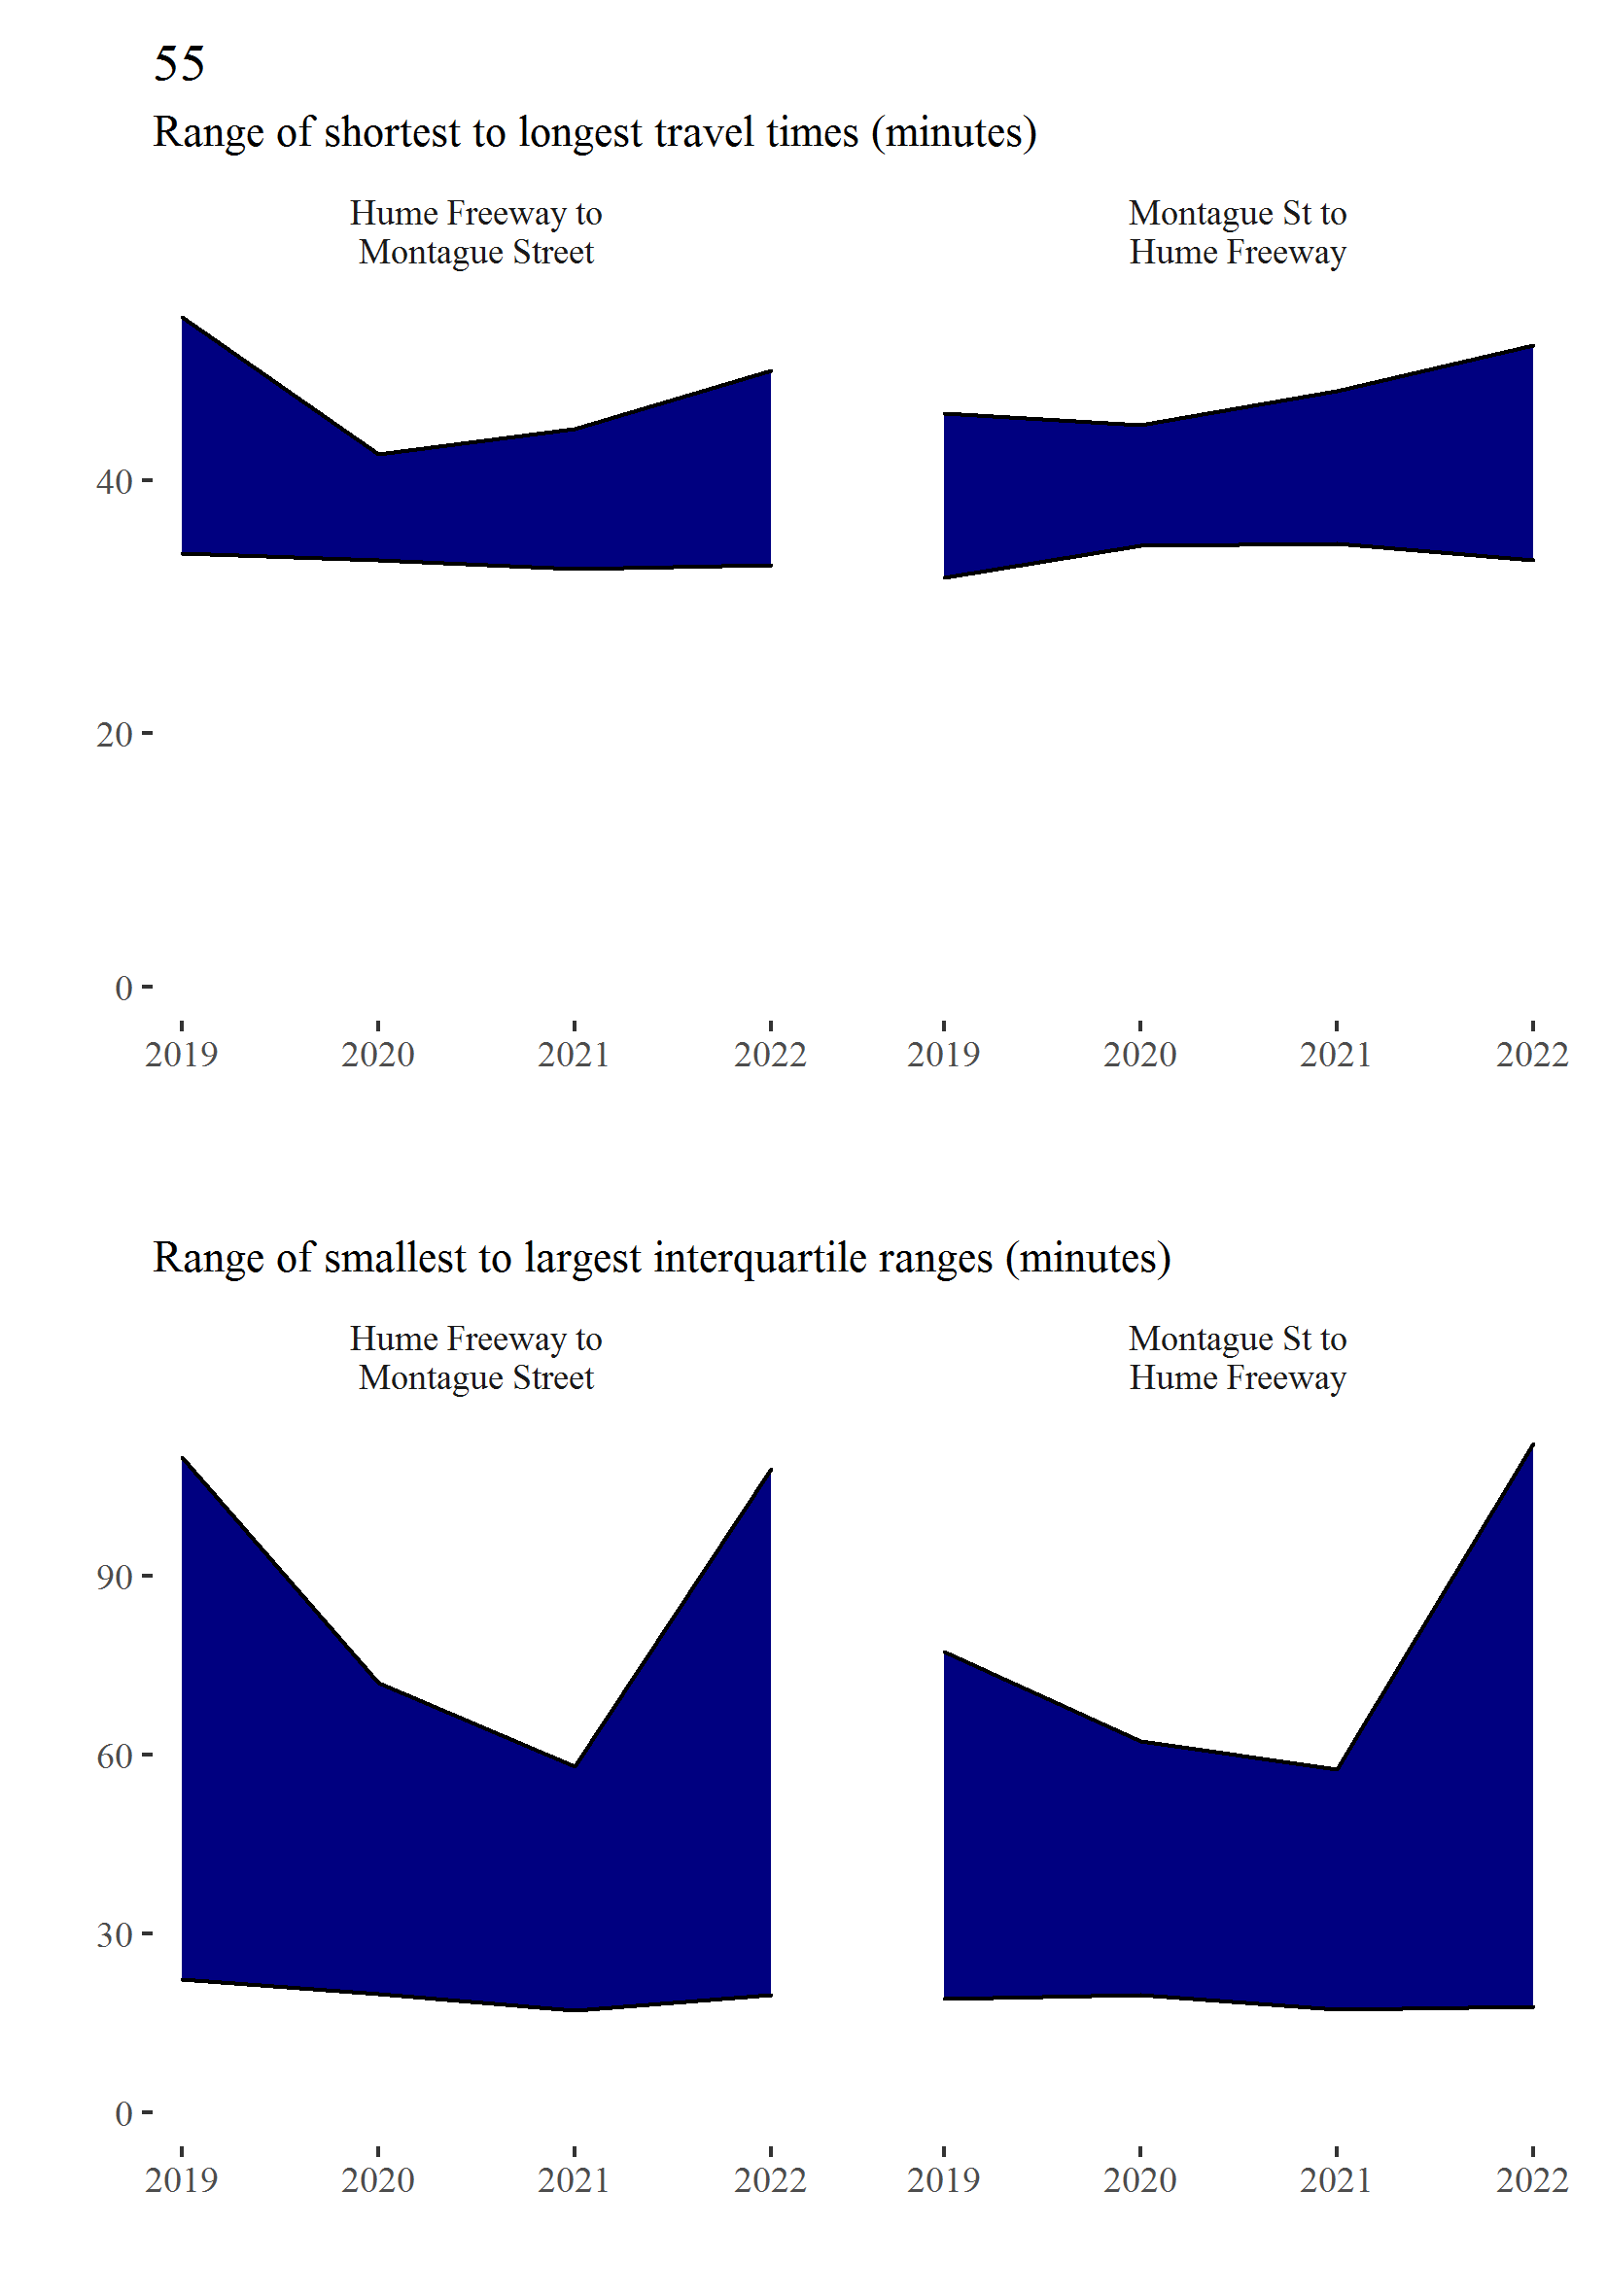 55
Range of shortest to longest travel times (minutes)
Hume Freeway to
Montague Street
Montague St to
Hume Freeway
40
20
0
2019 2020 2021 2022 2019 2020 2021 2022
Range of smallest to largest interquartile ranges (minutes)
Hume Freeway to
Montague Street
Montague St to
Hume Freeway
90
60
30
0
2019 2020 2021 2022 2019 2020 2021 2022